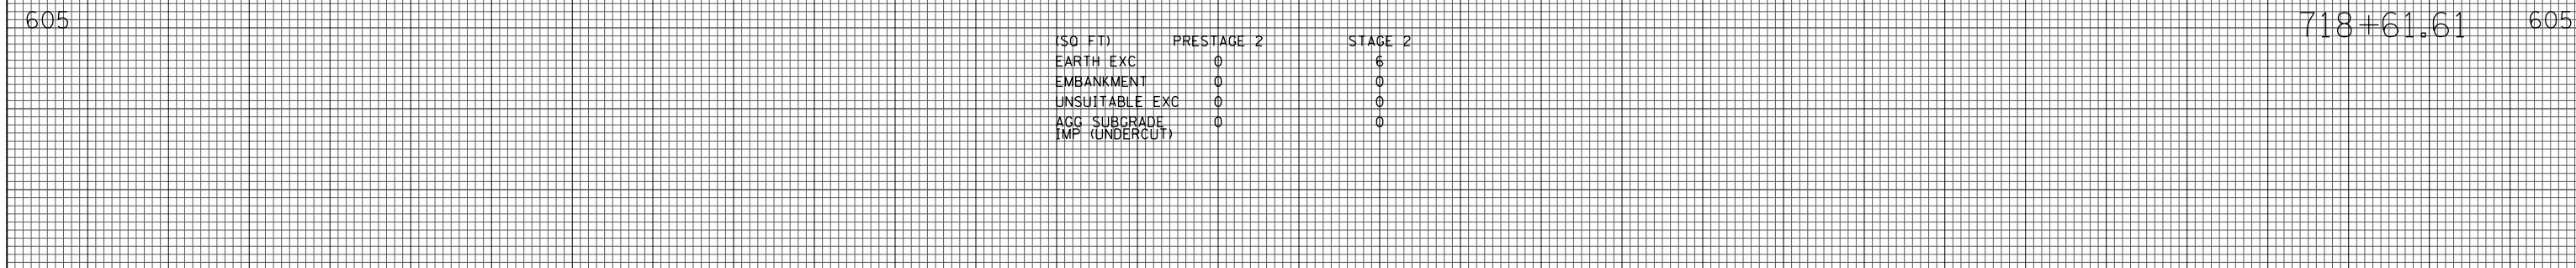 605 718+61.61 605
(SQ FT) PRESTAGE 2 STAGE 2
EARTH EXC 0 6
EMBANKMENT 0 0
UNSUITABLE EXC 0 0
AGG SUBGRADE 0 0
IMP (UNDERCUT)